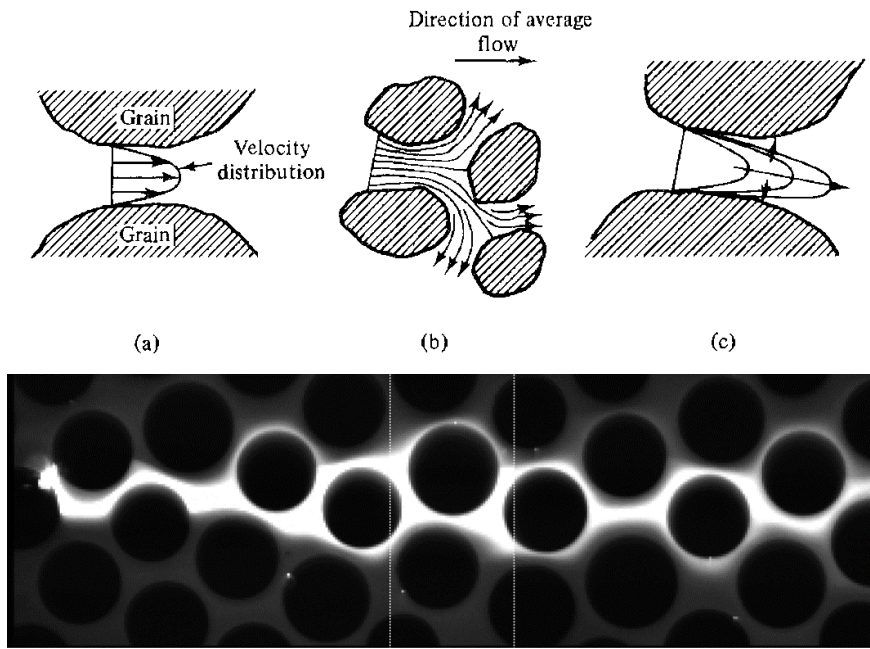 Direction of average
flow
Grain
Velocity
distribution
Grain
(a)
(b)
(c)